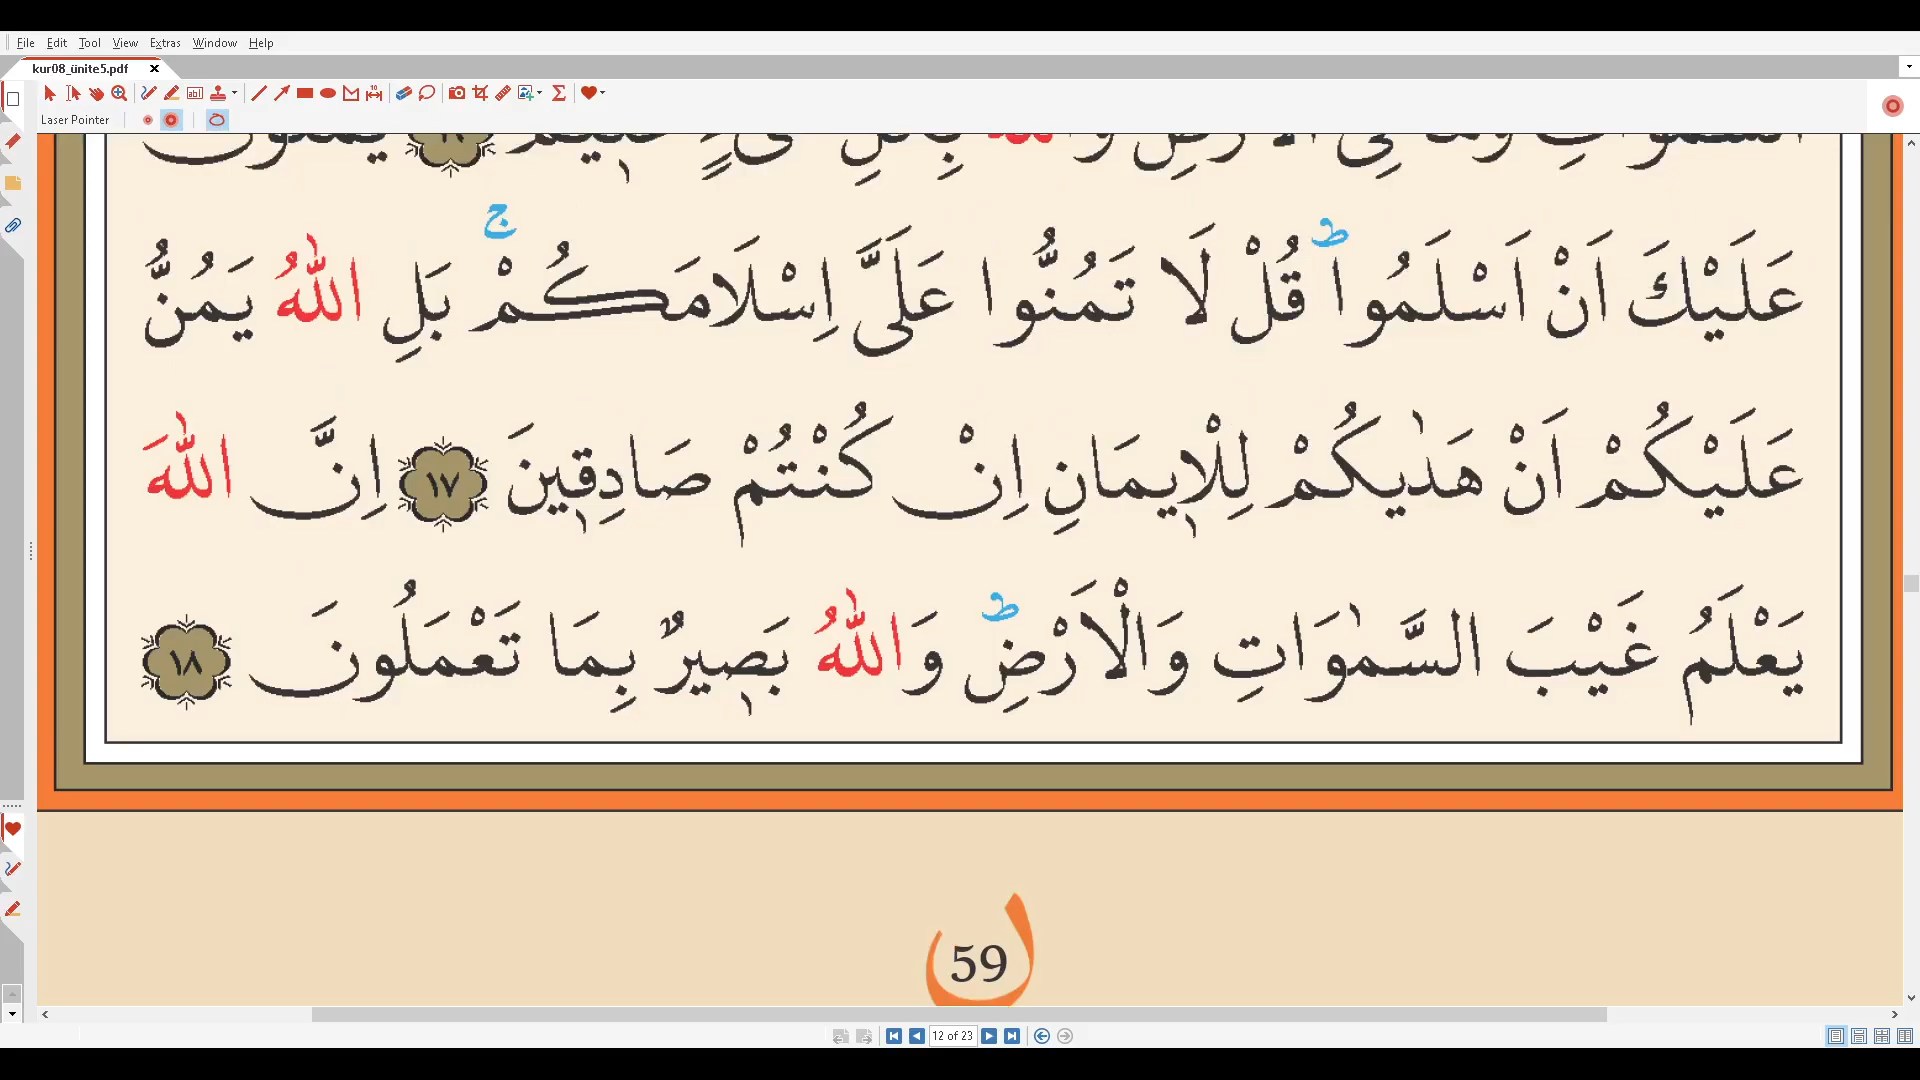 File Edit Tool View Extras Window Help
kur08_ünite5.pdf
Laser Pointer
عَلَيْكَ اَنْ اَسْلَمُواۜ قُلْ لَا تَمُنُّوا عَلَيَّ اِسْلَامَكُمْۚ بَلِ اللّٰهُ يَمُنُّ
عَلَيْكُمْ اَنْ هَدٰيكُمْ لِلْا۪يمَانِ اِنْ كُنْتُمْ صَادِق۪ينَ ١٧ اِنَّ اللّٰهَ
يَعْلَمُ غَيْبَ السَّمٰوَاتِ وَالْاَرْضِۜ وَاللّٰهُ بَص۪يرٌ بِمَا تَعْمَلُونَ ١٨
59
12 of 23